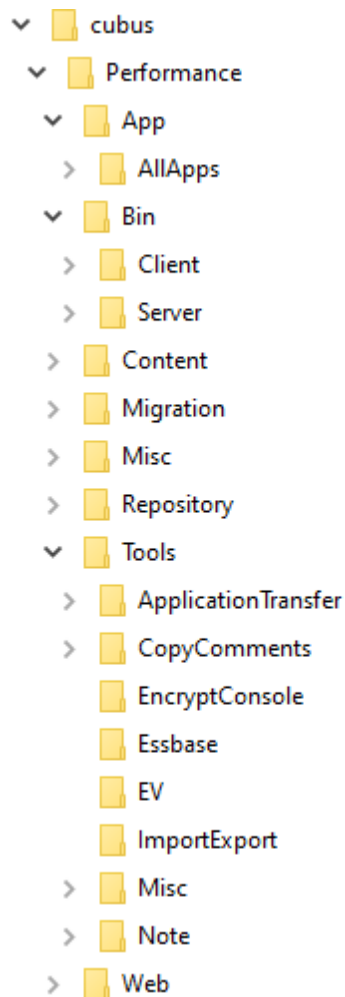 cubus
Performance
App
AllApps
Bin
Client
Server
Content
Migration
Misc
Repository
Tools
ApplicationTransfer
CopyComments
EncryptConsole
Essbase
EV
ImportExport
Misc
Note
Web